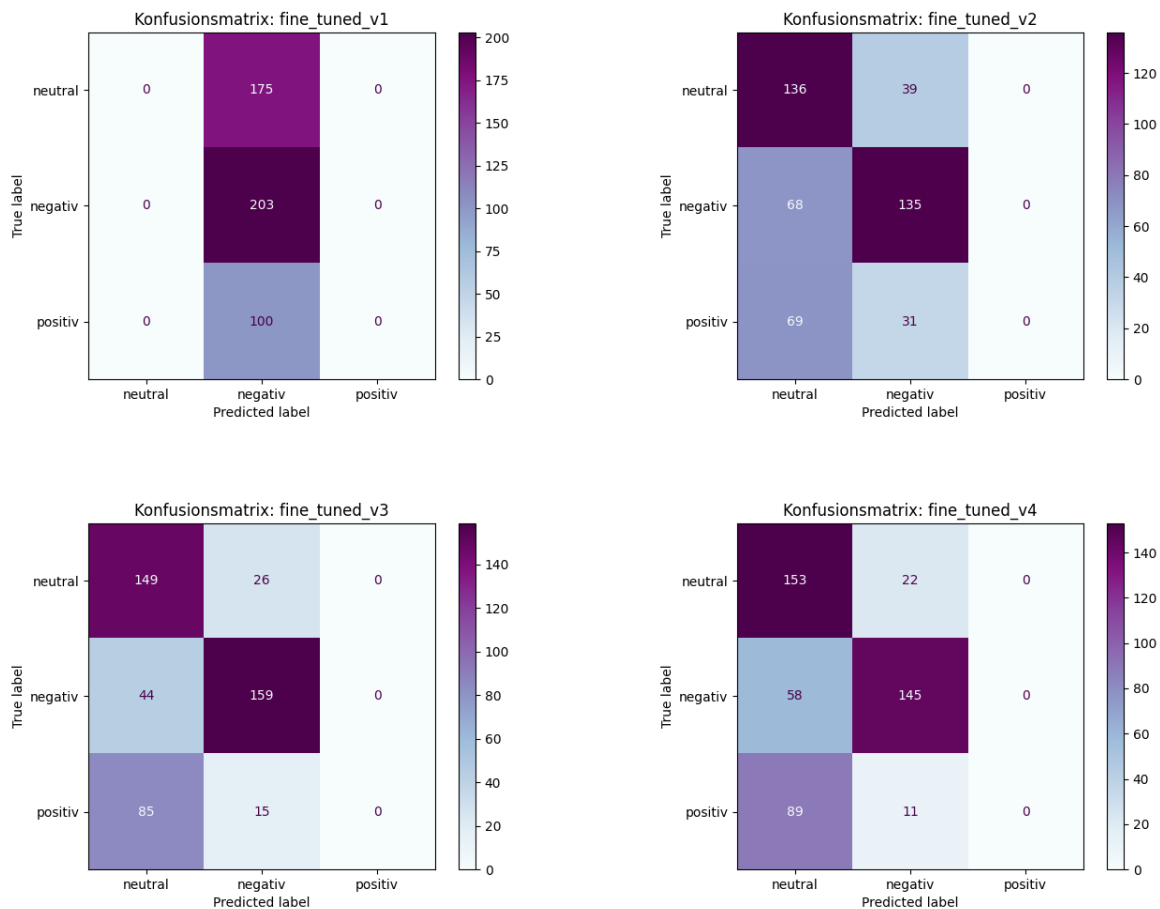 Konfusionsmatrix: fine_tuned_v1
neutral 0 175 0
negativ 0 203 0
positiv 0 100 0
neutral negativ positiv
Predicted label
True label
200
175
150
125
100
75
50
25
0
Konfusionsmatrix: fine_tuned_v2
neutral 136 39 0
negativ 68 135 0
positiv 69 31 0
neutral negativ positiv
Predicted label
True label
120
100
80
60
40
20
0
Konfusionsmatrix: fine_tuned_v3
neutral 149 26 0
negativ 44 159 0
positiv 85 15 0
neutral negativ positiv
Predicted label
True label
140
120
100
80
60
40
20
0
Konfusionsmatrix: fine_tuned_v4
neutral 153 22 0
negativ 58 145 0
positiv 89 11 0
neutral negativ positiv
Predicted label
True label
140
120
100
80
60
40
20
0